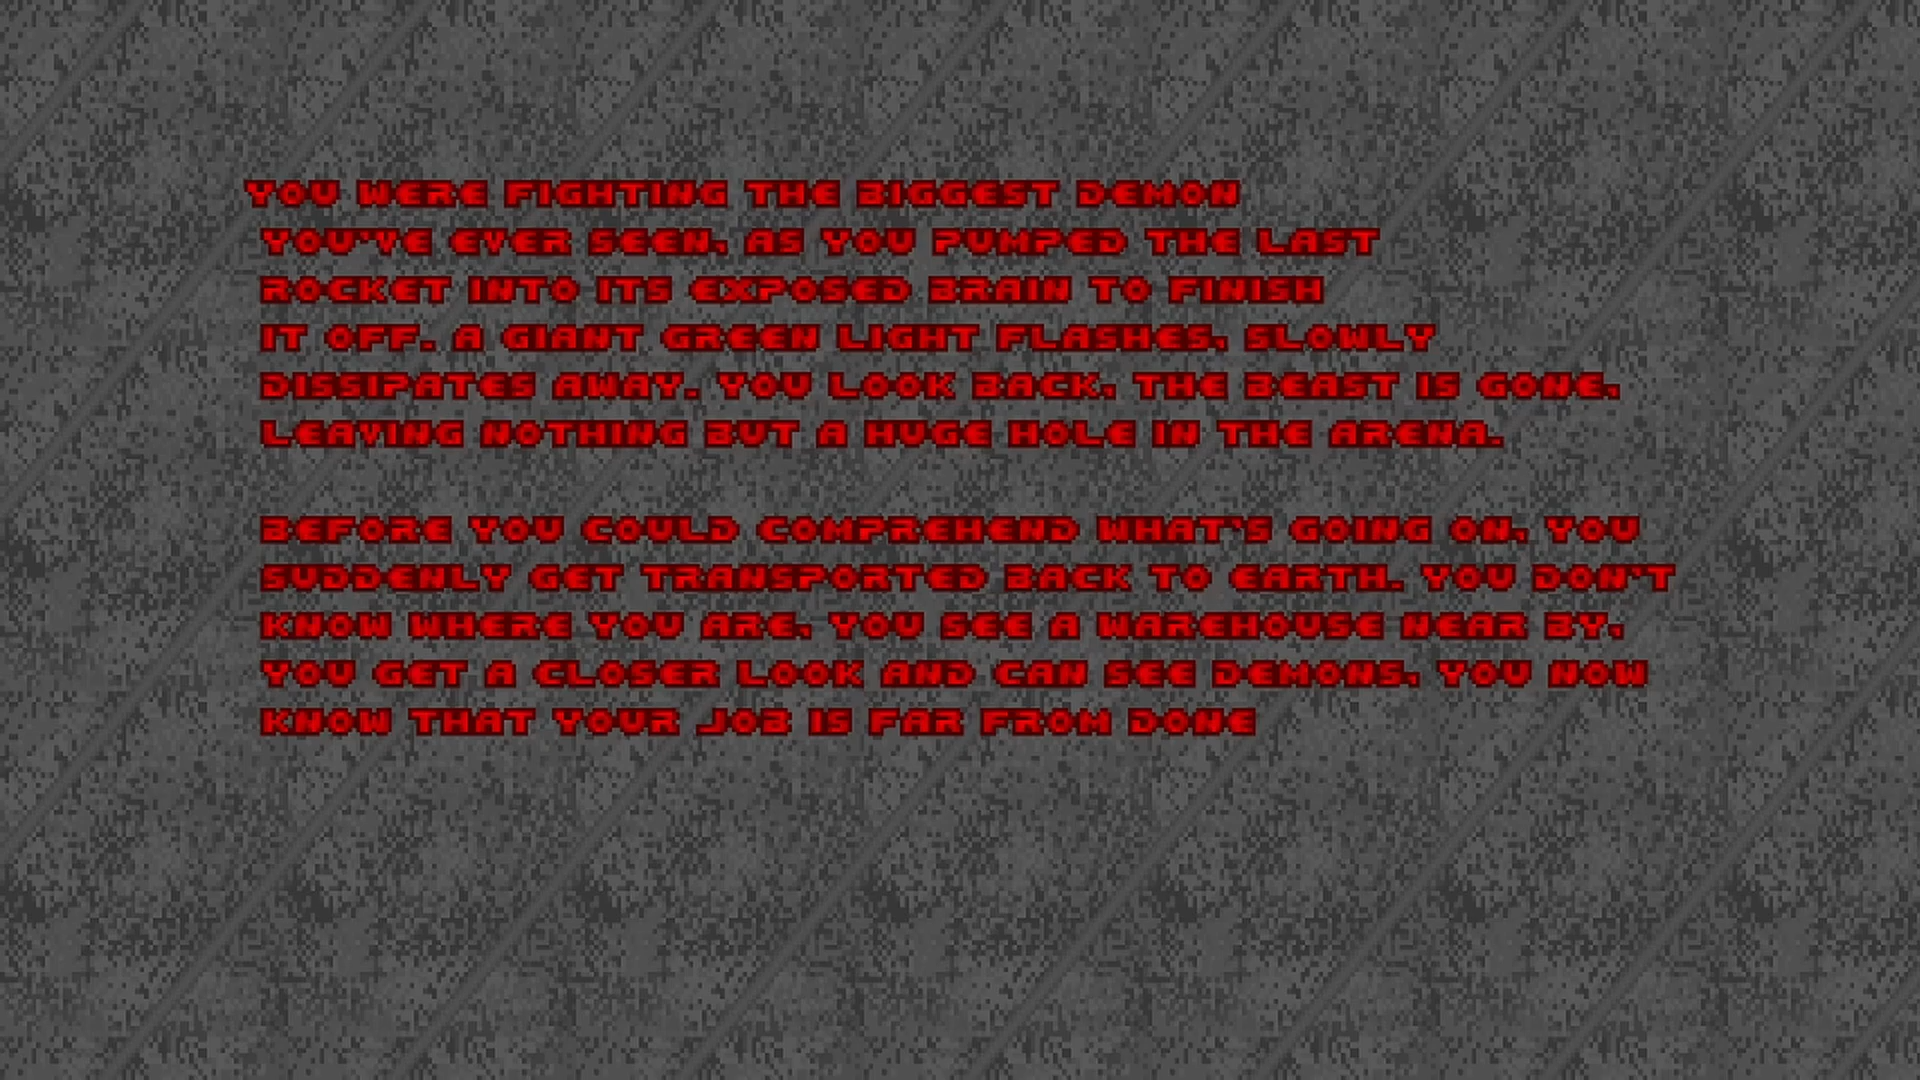 YOU WERE FIGHTING THE BIGGEST DEMON
YOU'VE EVER SEEN, AS YOU PUMPED THE LAST
ROCKET INTO ITS EXPOSED BRAIN TO FINISH
IT OFF. A GIANT GREEN LIGHT FLASHES, SLOWLY
DISSIPATES AWAY. YOU LOOK BACK, THE BEAST IS GONE,
LEAVING NOTHING BUT A HUGE HOLE IN THE ARENA.
BEFORE YOU COULD COMPREHEND WHAT'S GOING ON, YOU
SUDDENLY GET TRANSPORTED BACK TO EARTH. YOU DON'T
KNOW WHERE YOU ARE, YOU SEE A WAREHOUSE NEAR BY,
YOU GET A CLOSER LOOK AND CAN SEE DEMONS, YOU NOW
KNOW THAT YOUR JOB IS FAR FROM DONE